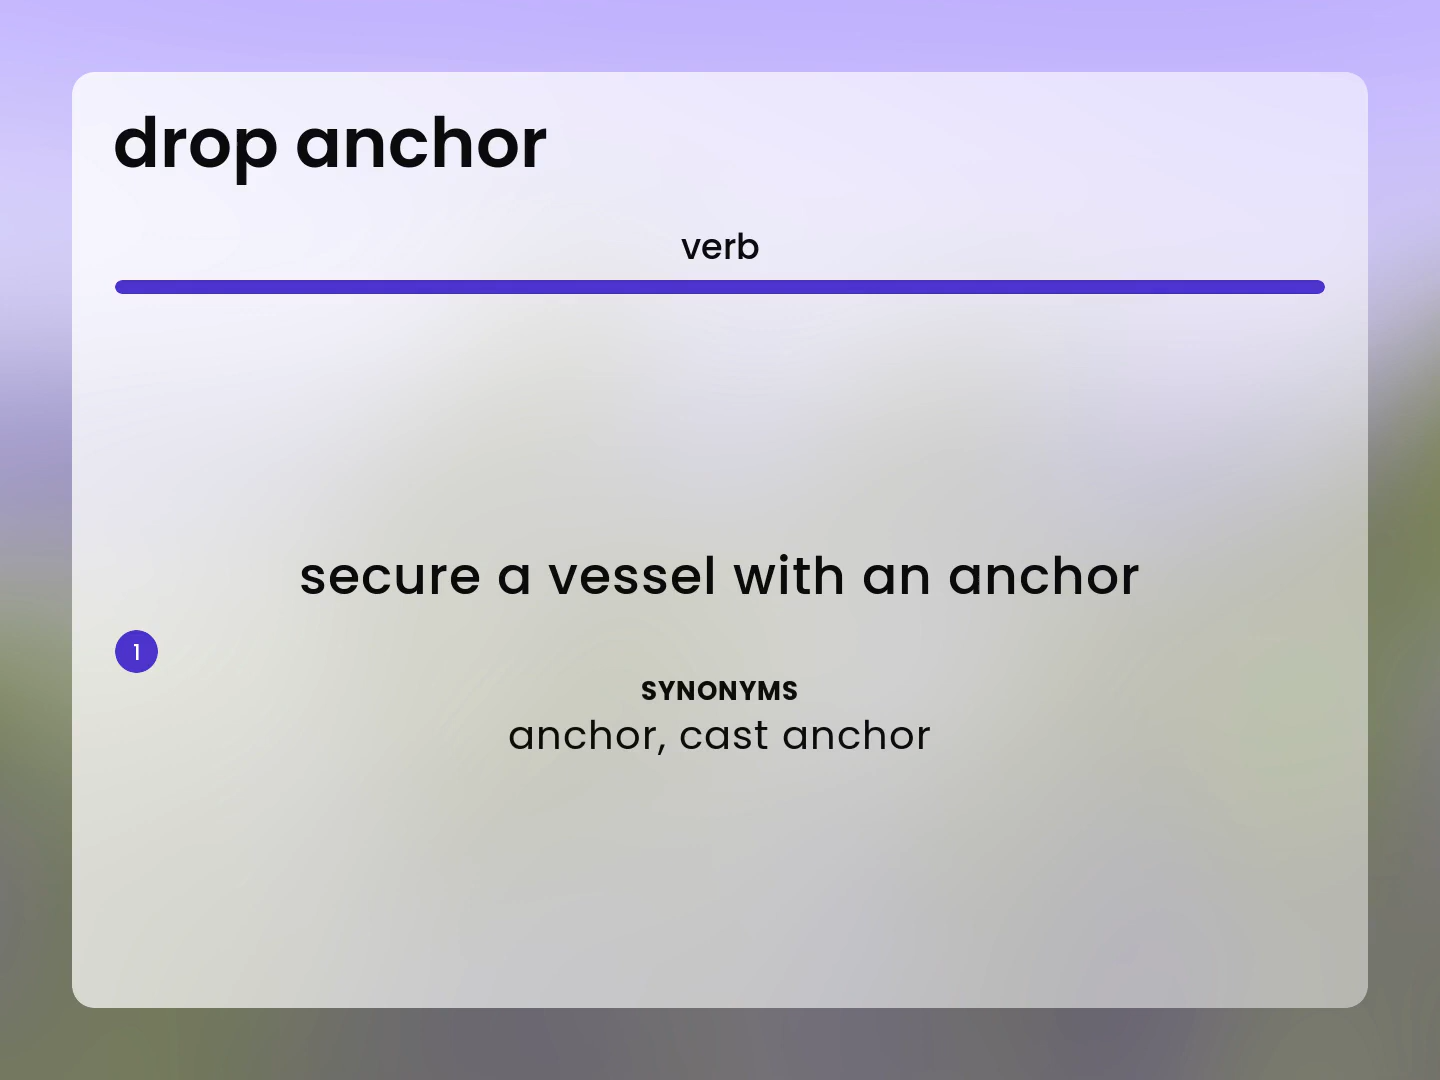 drop anchor
verb
secure a vessel with an anchor
1
SYNONYMS
anchor, cast anchor